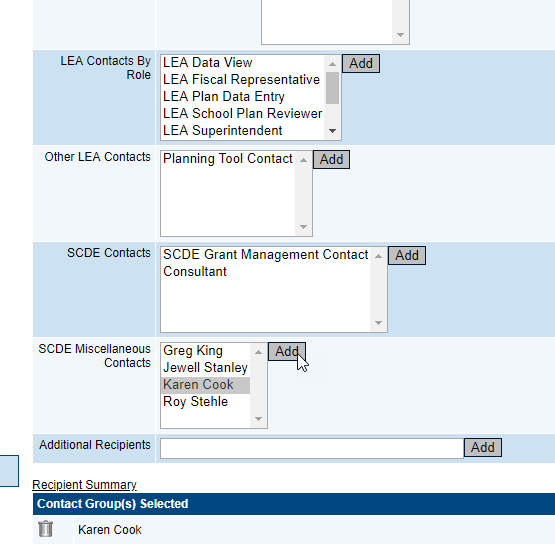 LEA Contacts By
Role
LEA Data View
LEA Fiscal Representative
LEA Plan Data Entry
LEA School Plan Reviewer
LEA Superintendent
Add
Other LEA Contacts
Planning Tool Contact
Add
SCDE Contacts
SCDE Grant Management Contact
Consultant
Add
SCDE Miscellaneous
Contacts
Greg King
Jewell Stanley
Karen Cook
Roy Stehle
Add
Additional Recipients
Add
Recipient Summary
Contact Group(s) Selected
Karen Cook